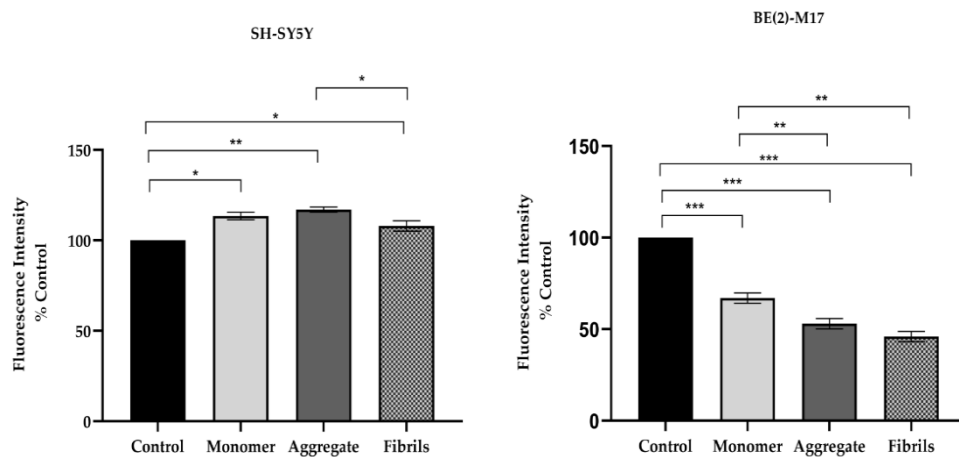 SH-SY5Y
*
*
**
*
150
100
50
0
Fluorescence Intensity
% Control
Control Monomer Aggregate Fibrils
BE(2)-M17
**
**
***
***
***
150
100
50
0
Fluorescence Intensity
% Control
Control Monomer Aggregate Fibrils